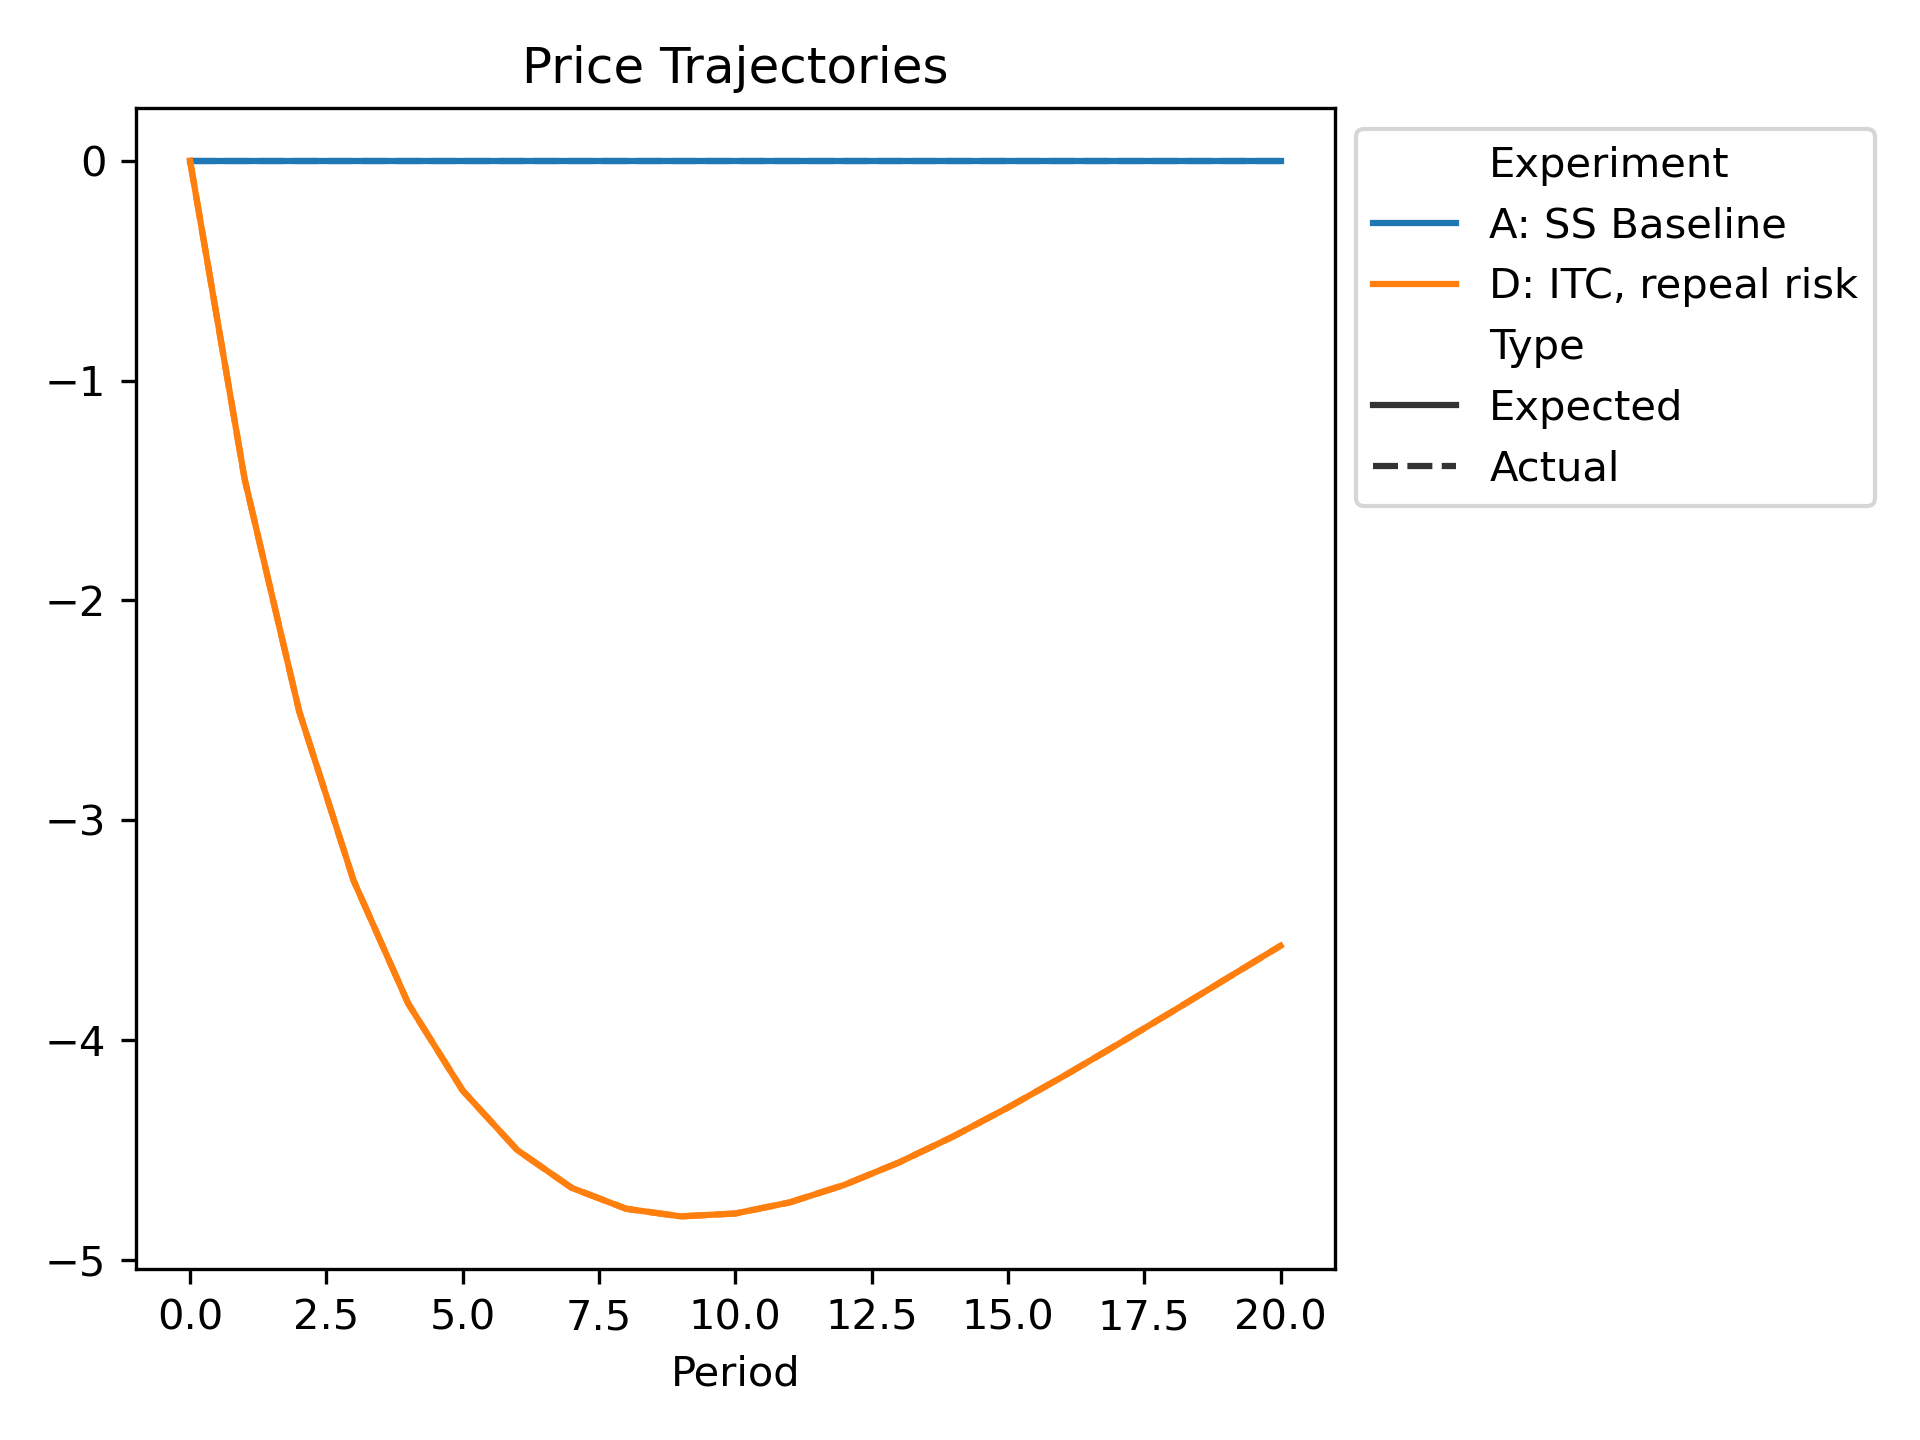 Price Trajectories
0
−1
−2
−3
−4
−5
0.0 2.5 5.0 7.5 10.0 12.5 15.0 17.5 20.0
Period
Experiment
A: SS Baseline
D: ITC, repeal risk
Type
Expected
Actual